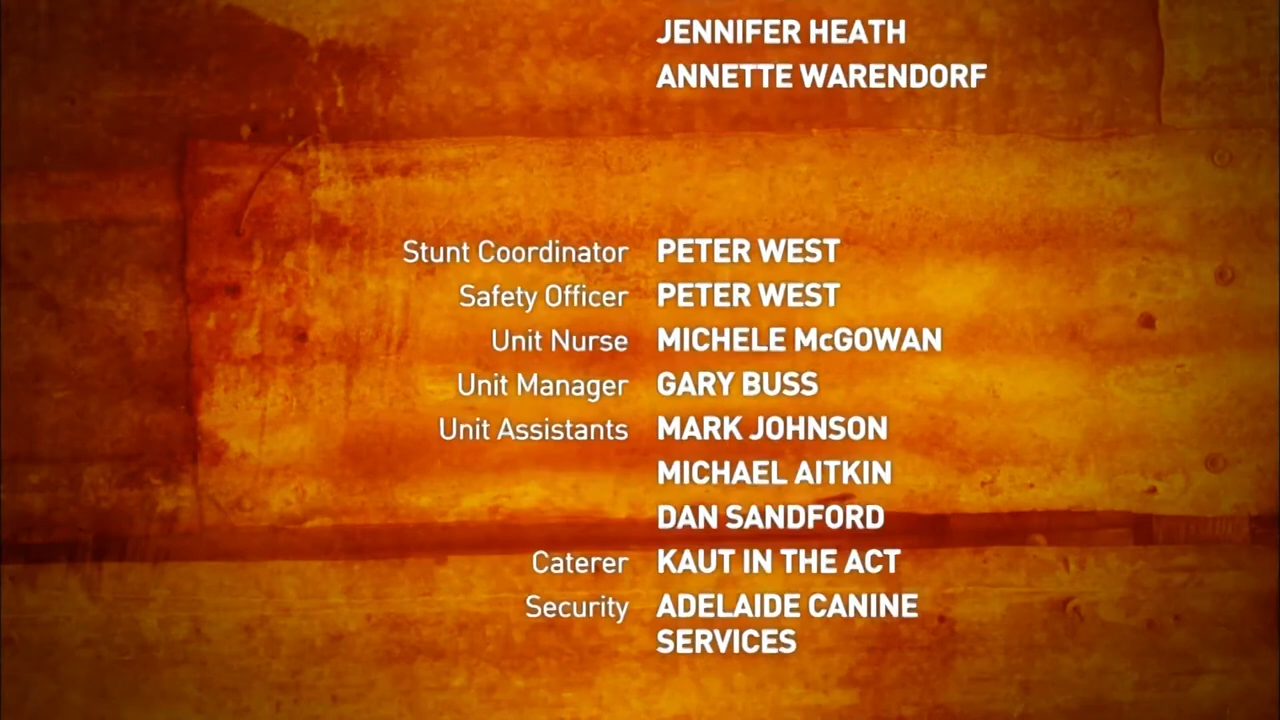 JENNIFER HEATH
ANNETTE WARENDORF
Stunt Coordinator PETER WEST
Safety Officer PETER WEST
Unit Nurse MICHELE McGOWAN
Unit Manager GARY BUSS
Unit Assistants MARK JOHNSON
MICHAEL AITKIN
DAN SANDFORD
Caterer KAUT IN THE ACT
Security ADELAIDE CANINE
SERVICES